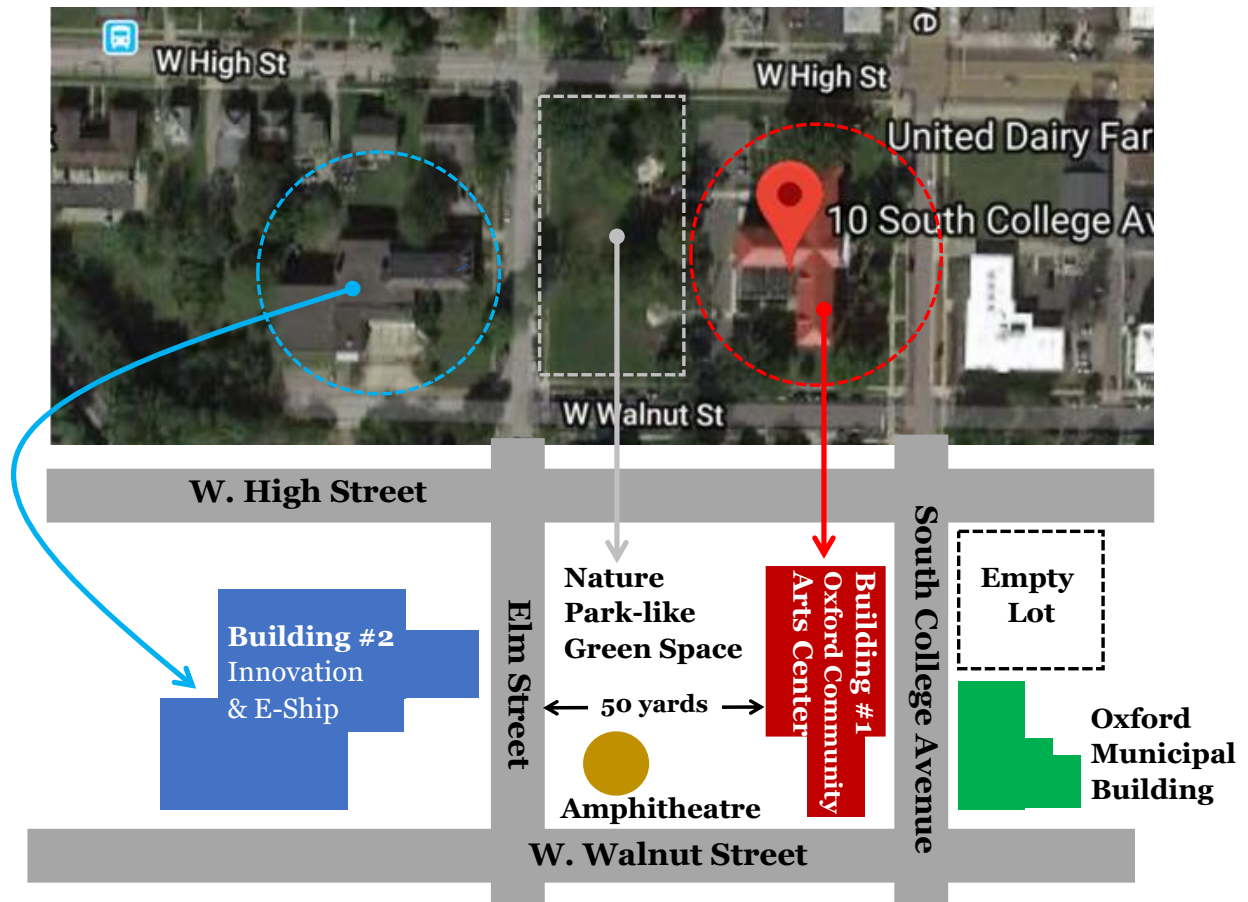 ve
W High St
W High St
United Dairy Far
10 South College Av
W Walnut St
W. High Street
Elm Street
South College Avenue
Nature
Park-like
Green Space
Building #1
Oxford Community
Arts Center
Empty
Lot
Building #2
Innovation
& E-Ship
50 yards
Oxford
Municipal
Building
Amphitheatre
W. Walnut Street